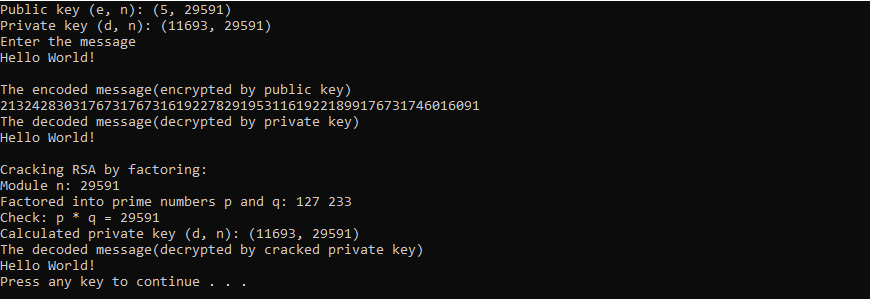 Public key (e, n): (5, 29591)
Private key (d, n): (11693, 29591)
Enter the message
Hello World!
The encoded message(encrypted by public key)
213242830317673176731619227829195311619221899176731746016091
The decoded message(decrypted by private key)
Hello World!
Cracking RSA by factoring:
Module n: 29591
Factored into prime numbers p and q: 127 233
Check: p * q = 29591
Calculated private key (d, n): (11693, 29591)
The decoded message(decrypted by cracked private key)
Hello World!
Press any key to continue . . .